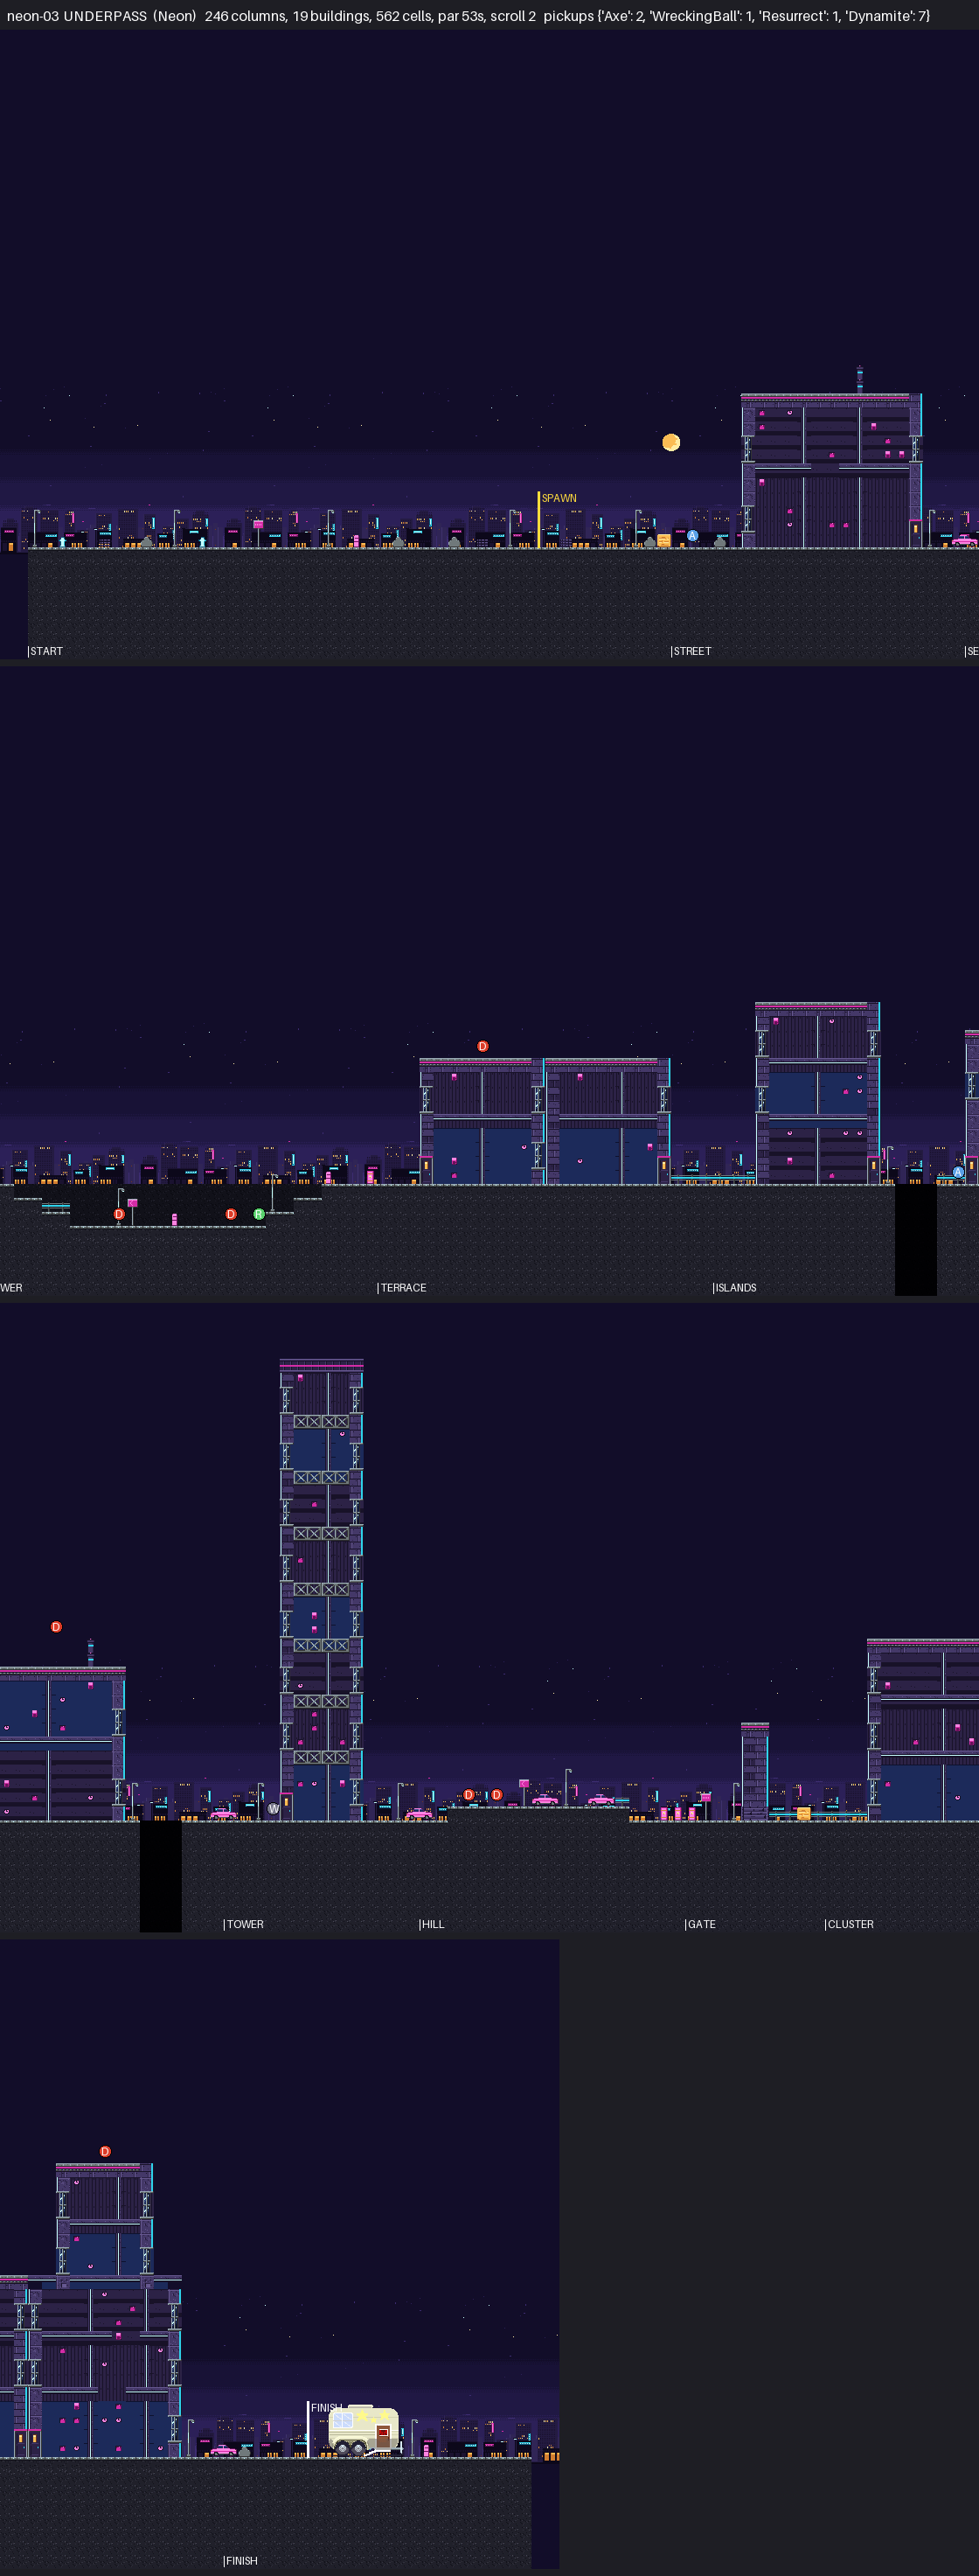 neon-03 UNDERPASS (Neon) 246 columns, 19 buildings, 562 cells, par 53s, scroll 2 pickups {'Axe': 2, 'WreckingBall': 1, 'Resurrect': 1, 'Dynamite': 7}
SPAWN
A
|START
|STREET
|SE
D
D
D
R
A
WER
|TERRACE
|ISLANDS
D
W
D
D
|TOWER
|HILL
|GATE
|CLUSTER
D
FINISH
|FINISH